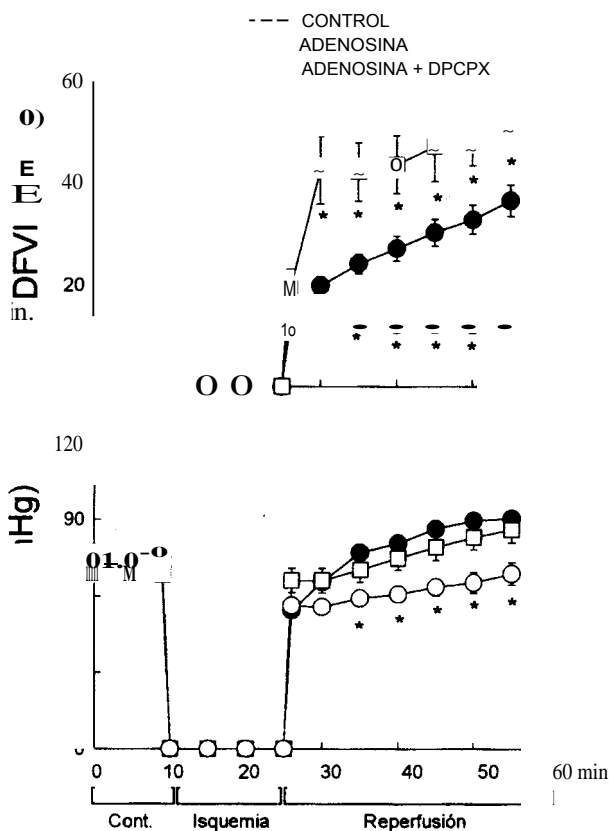 --- CONTROL
ADENOSINA
ADENOSINA + DPCPX
60
40
20
DFVI
in.
120
90
0 10 20 30 40 50 60 min
Cont. Isquemia Reperfusión